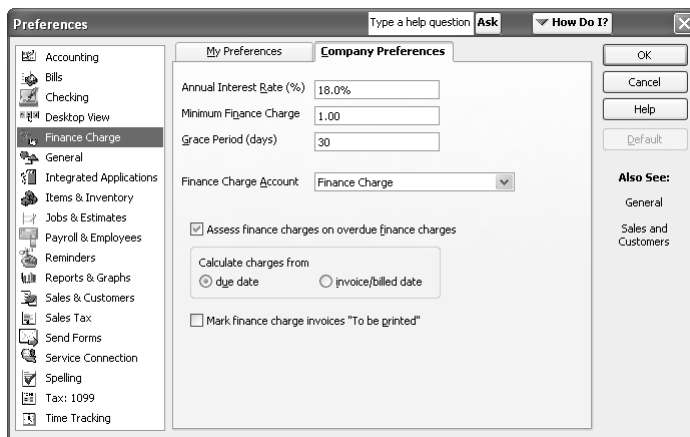 Preferences
Type a help question Ask
How Do I?
Accounting
Bills
Checking
Desktop View
Finance Charge
General
Integrated Applications
Items & Inventory
Jobs & Estimates
Payroll & Employees
Reminders
Reports & Graphs
Sales & Customers
Sales Tax
Send Forms
Service Connection
Spelling
Tax: 1099
Time Tracking
My Preferences
Company Preferences
Annual Interest Rate (%) 18.0%
Minimum Finance Charge 1.00
Grace Period (days) 30
Finance Charge Account Finance Charge
Assess finance charges on overdue finance charges
Calculate charges from
due date
invoice/billed date
Mark finance charge invoices "To be printed"
OK
Cancel
Help
Default
Also See:
General
Sales and
Customers